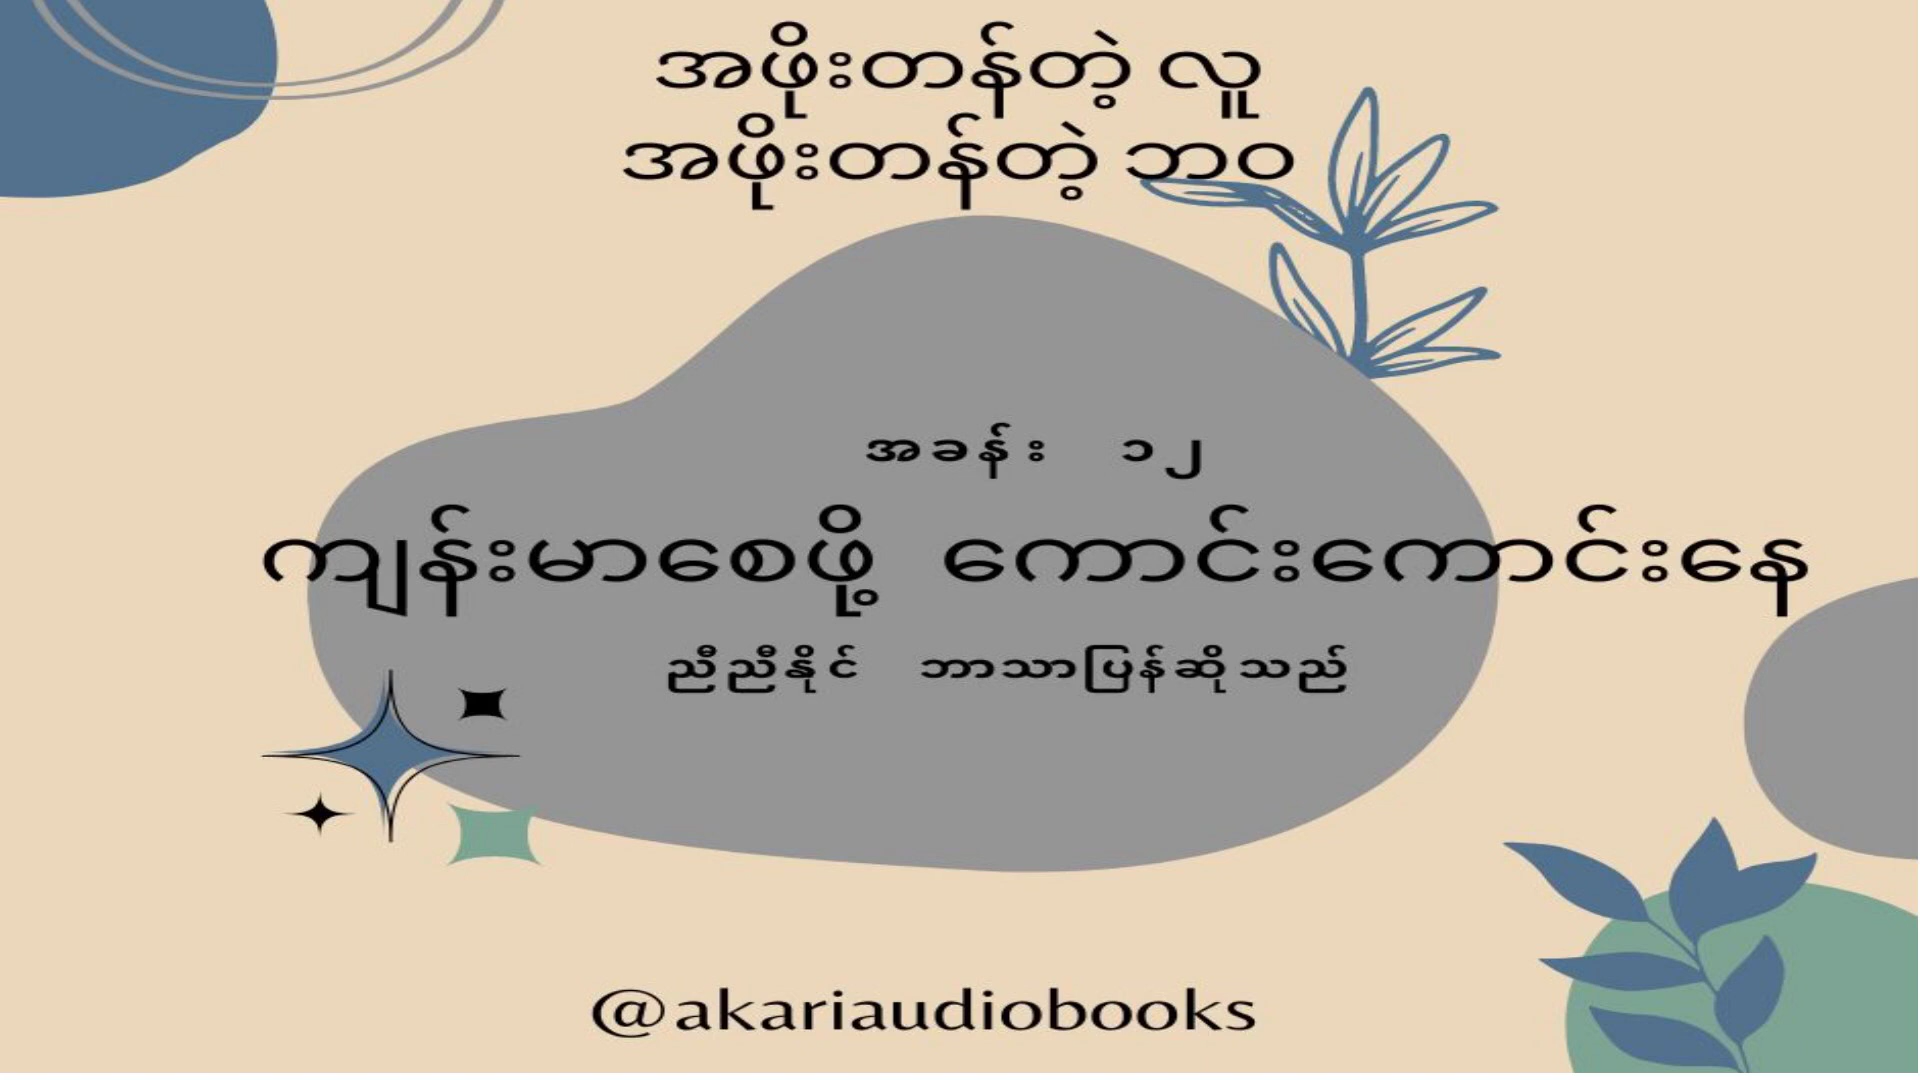 အဖိုးတန်တဲ့ လူ
အဖိုးတန်တဲ့ ဘဝ
အခန်း ၁၂
ကျန်းမာစေဖို့ ကောင်းကောင်းနေ
ညီညီနိုင် ဘာသာပြန်ဆိုသည်
@akariaudiobooks